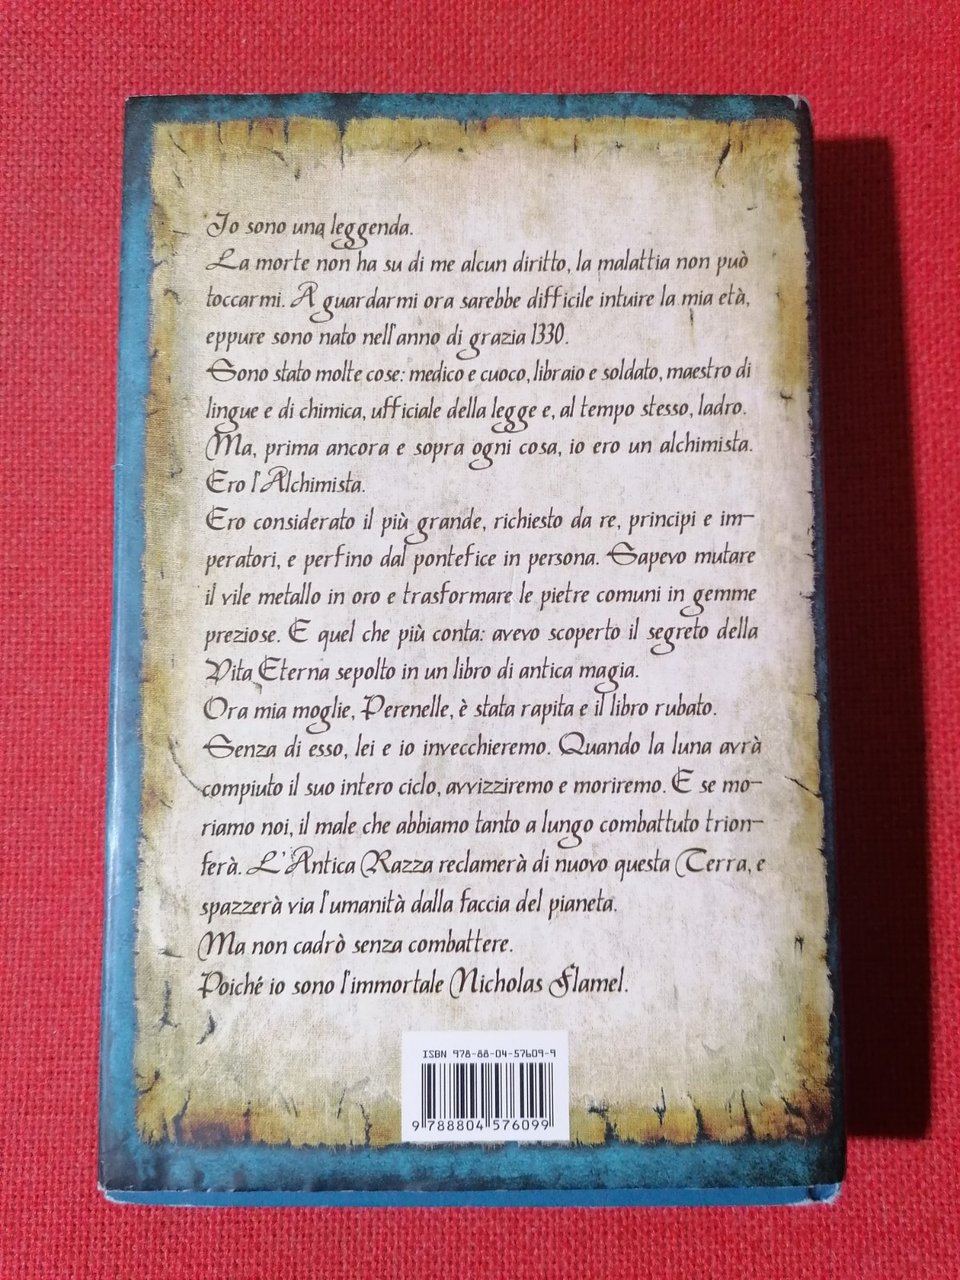 Io sono una leggenda.
La morte non ha su di me alcun diritto, la malattia non può
toccarmi. A guardarmi ora sarebbe difficile intuire la mia età,
eppure sono nato nell'anno di grazia 1330.
Sono stato molte cose: medico e cuoco, libraio e soldato, maestro di
lingue e di chimica, ufficiale della legge e, al tempo stesso, ladro.
Ma, prima ancora e sopra ogni cosa, io ero un alchimista.
Ero l'Alchimista.
Ero considerato il più grande, richiesto da re, principi e im-
peratori, e perfino dal pontefice in persona. Sapevo mutare
il vile metallo in oro e trasformare le pietre comuni in gemme
preziose. E quel che più conta: avevo scoperto il segreto della
Vita Eterna sepolto in un libro di antica magia.
Ora mia moglie, Perenelle, è stata rapita e il libro rubato.
Senza di esso, lei e io invecchieremo. Quando la luna avrà
compiuto il suo intero ciclo, avvizziremo e moriremo. E se mo-
riamo noi, il male che abbiamo tanto a lungo combattuto trion-
ferà. L'Antica Razza reclamerà di nuovo questa Terra, e
spazzerà via l'umanità dalla faccia del pianeta.
Ma non cadrò senza combattere.
Poiché io sono l'immortale Nicholas Flamel.
ISBN 978-88-04-57609-9
9 788804 576099